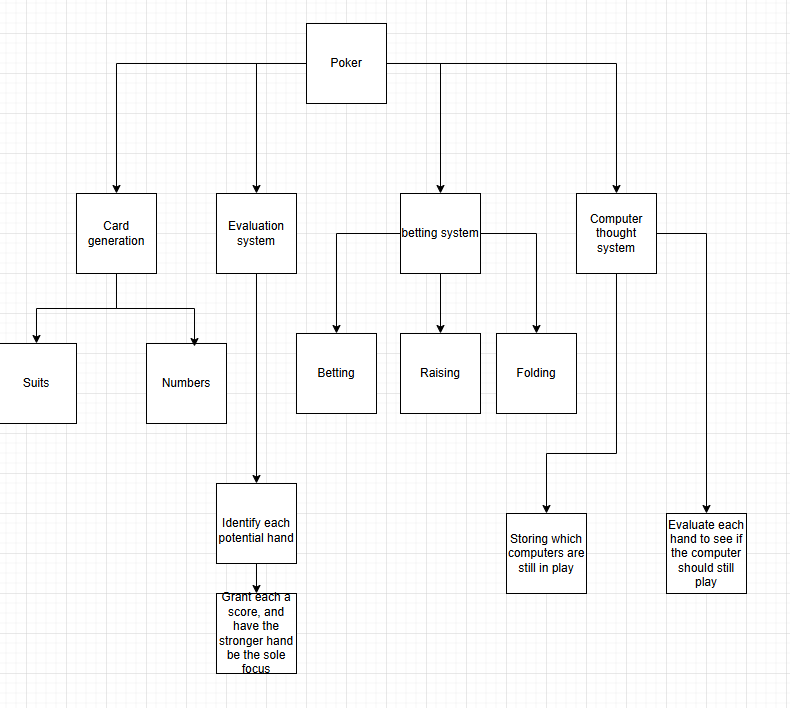 Poker
Card
generation
Evaluation
system
betting system
Computer
thought
system
Suits
Numbers
Betting
Raising
Folding
Identify each
potential hand
Grant each a
score, and
have the
stronger hand
be the sole
focus
Storing which
computers are
still in play
Evaluate each
hand to see if
the computer
should still
play